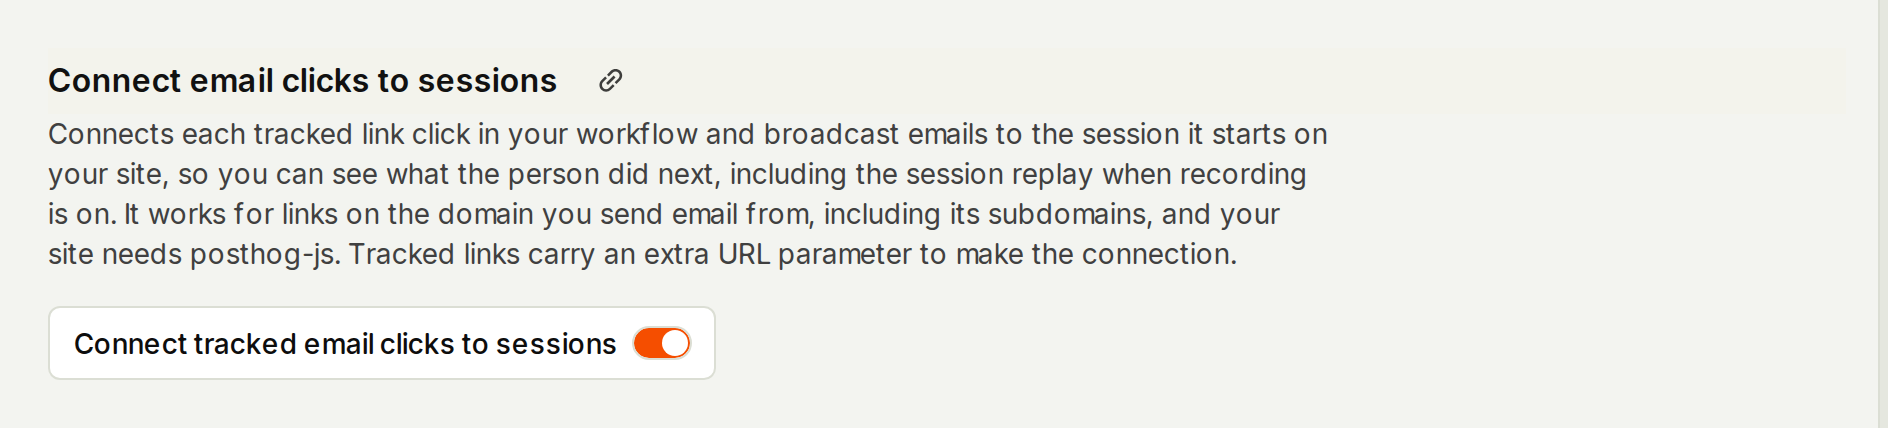 Connect email clicks to sessions
Connects each tracked link click in your workflow and broadcast emails to the session it starts on
your site, so you can see what the person did next, including the session replay when recording
is on. It works for links on the domain you send email from, including its subdomains, and your
site needs posthog-js. Tracked links carry an extra URL parameter to make the connection.
Connect tracked email clicks to sessions